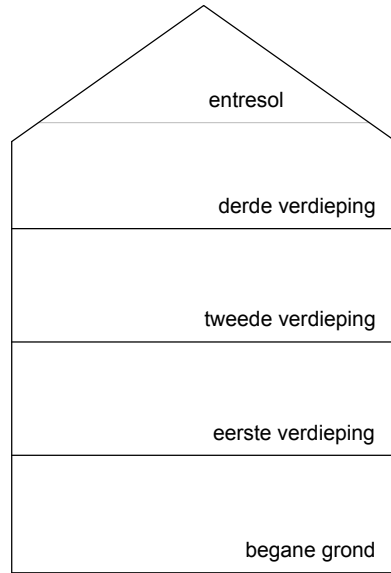 entresol
derde verdieping
tweede verdieping
eerste verdieping
begane grond